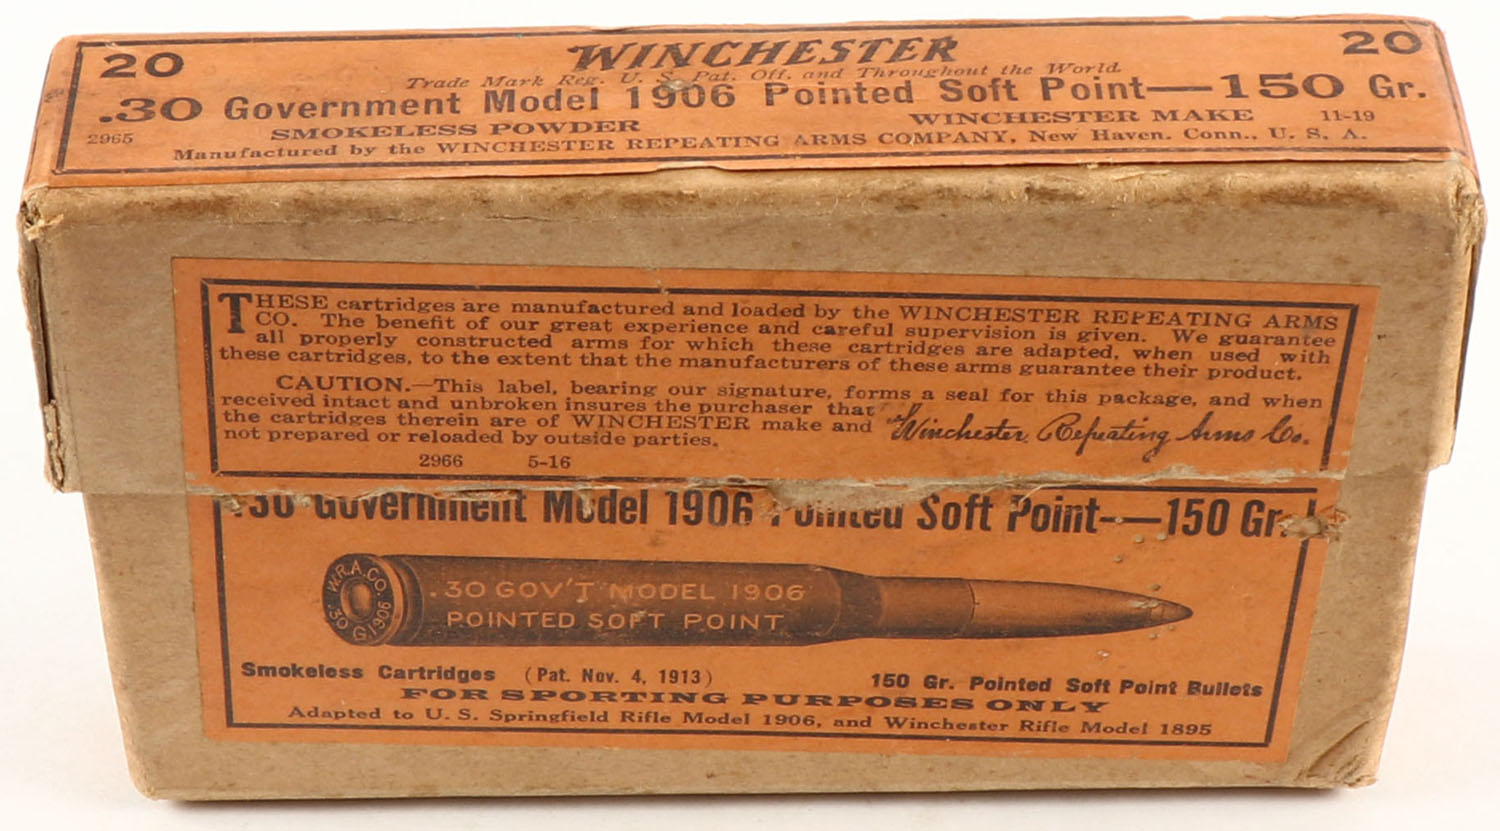 20 WINCHESTER 20
Trade Mark Reg. U. S. Pat. Off. and Throughout the World.
.30 Government Model 1906 Pointed Soft Point—150 Gr.
SMOKELESS POWDER WINCHESTER MAKE 11-19
2965 Manufactured by the WINCHESTER REPEATING ARMS COMPANY, New Haven, Conn., U. S. A.
THESE cartridges are manufactured and loaded by the WINCHESTER REPEATING ARMS
CO. The benefit of our great experience and careful supervision is given. We guarantee
all properly constructed arms for which these cartridges are adapted, when used with
these cartridges, to the extent that the manufacturers of these arms guarantee their product.
CAUTION.—This label, bearing our signature, forms a seal for this package, and when
received intact and unbroken insures the purchaser that
the cartridges therein are of WINCHESTER make and
not prepared or reloaded by outside parties.
Winchester Repeating Arms Co.
2966 5-16
.30 Government Model 1906 Pointed Soft Point—150 Gr.
W.R.A.CO.
30 G 1906
.30 GOV'T MODEL 1906
POINTED SOFT POINT
Smokeless Cartridges (Pat. Nov. 4, 1913) 150 Gr. Pointed Soft Point Bullets
FOR SPORTING PURPOSES ONLY
Adapted to U. S. Springfield Rifle Model 1906, and Winchester Rifle Model 1895